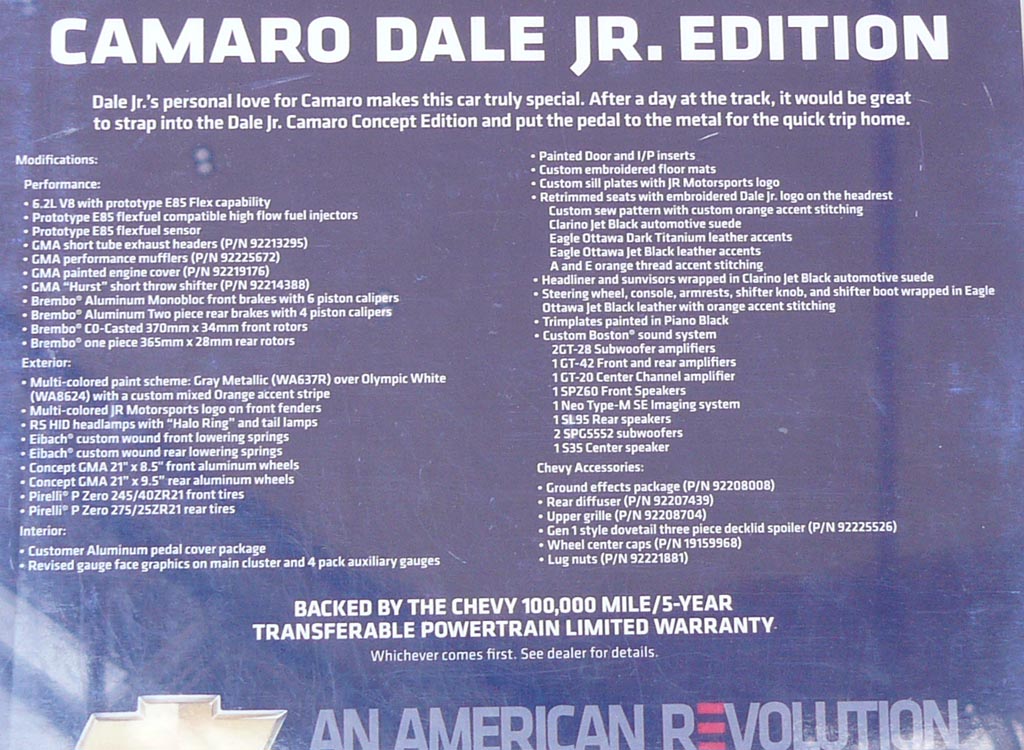 CAMARO DALE JR. EDITION
Dale Jr.'s personal love for Camaro makes this car truly special. After a day at the track, it would be great
to strap into the Dale Jr. Camaro Concept Edition and put the pedal to the metal for the quick trip home.
Modifications:
Performance:
• 6.2L V8 with prototype E85 Flex capability
• Prototype E85 flexfuel compatible high flow fuel injectors
• Prototype E85 flexfuel sensor
• GMA short tube exhaust headers (P/N 92213295)
• GMA performance mufflers (P/N 92225672)
• GMA painted engine cover (P/N 92219176)
• GMA "Hurst" short throw shifter (P/N 92214388)
• Brembo® Aluminum Monobloc front brakes with 6 piston calipers
• Brembo® Aluminum Two piece rear brakes with 4 piston calipers
• Brembo® CO-Casted 370mm x 34mm front rotors
• Brembo® one piece 365mm x 28mm rear rotors
Exterior:
• Multi-colored paint scheme: Gray Metallic (WA637R) over Olympic White
(WA8624) with a custom mixed Orange accent stripe
• Multi-colored JR Motorsports logo on front fenders
• RS HID headlamps with "Halo Ring" and tail lamps
• Eibach® custom wound front lowering springs
• Eibach® custom wound rear lowering springs
• Concept GMA 21" x 8.5" front aluminum wheels
• Concept GMA 21" x 9.5" rear aluminum wheels
• Pirelli® P Zero 245/40ZR21 front tires
• Pirelli® P Zero 275/25ZR21 rear tires
Interior:
• Customer Aluminum pedal cover package
• Revised gauge face graphics on main cluster and 4 pack auxiliary gauges
• Painted Door and I/P inserts
• Custom embroidered floor mats
• Custom sill plates with JR Motorsports logo
• Retrimmed seats with embroidered Dale Jr. logo on the headrest
Custom sew pattern with custom orange accent stitching
Clarino Jet Black automotive suede
Eagle Ottawa Dark Titanium leather accents
Eagle Ottawa Jet Black leather accents
A and E orange thread accent stitching
• Headliner and sunvisors wrapped in Clarino Jet Black automotive suede
• Steering wheel, console, armrests, shifter knob, and shifter boot wrapped in Eagle
Ottawa Jet Black leather with orange accent stitching
• Trimplates painted in Piano Black
• Custom Boston® sound system
2GT-28 Subwoofer amplifiers
1 GT-42 Front and rear amplifiers
1 GT-20 Center Channel amplifier
1 SPZ60 Front Speakers
1 Neo Type-M SE Imaging system
1 SL95 Rear speakers
2 SPG5552 subwoofers
1 S35 Center speaker
Chevy Accessories:
• Ground effects package (P/N 92208008)
• Rear diffuser (P/N 92207439)
• Upper grille (P/N 92208704)
• Gen 1 style dovetail three piece decklid spoiler (P/N 92225526)
• Wheel center caps (P/N 19159968)
• Lug nuts (P/N 92221881)
BACKED BY THE CHEVY 100,000 MILE/5-YEAR
TRANSFERABLE POWERTRAIN LIMITED WARRANTY.
Whichever comes first. See dealer for details.
AN AMERICAN REVOLUTION